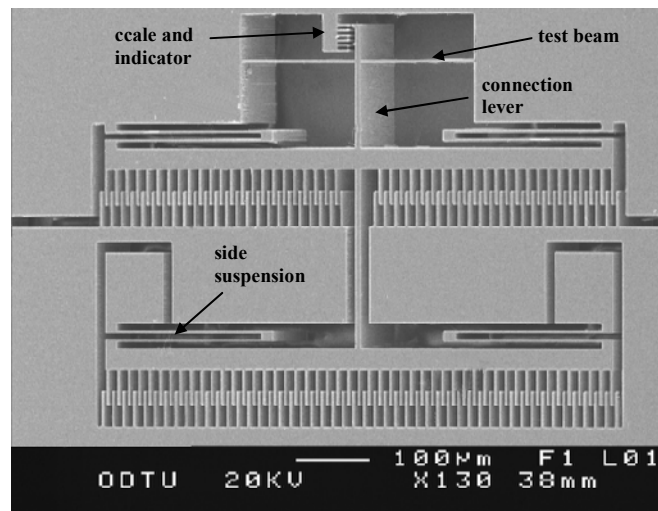 ccale and
indicator
test beam
connection
lever
side
suspension
100µm F1 L01
ODTU 20KV X130 38mm